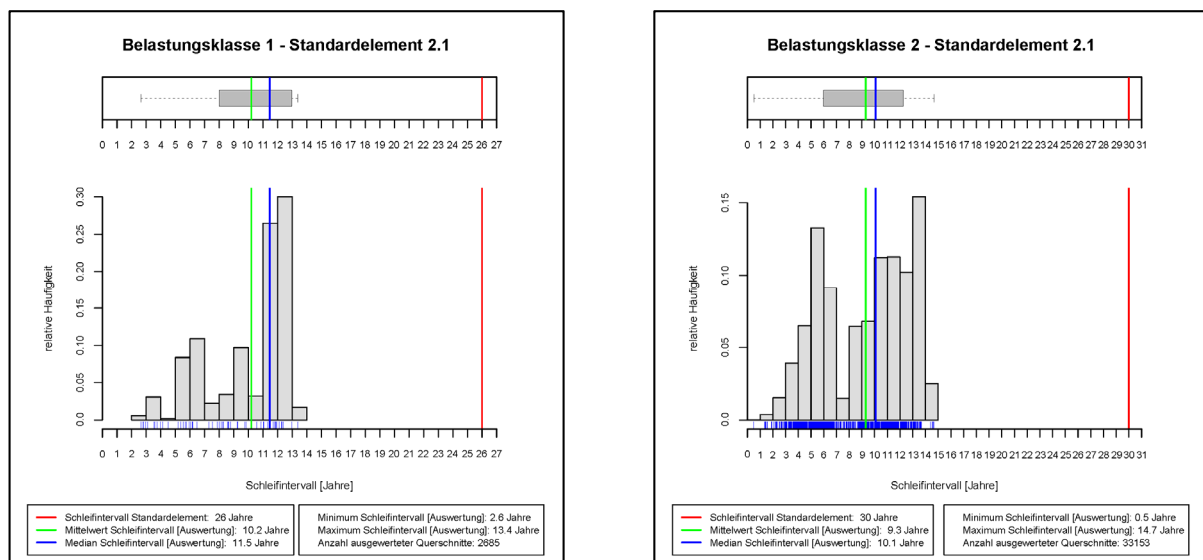 Belastungsklasse 1 - Standardelement 2.1
0 1 2 3 4 5 6 7 8 9 10 11 12 13 14 15 16 17 18 19 20 21 22 23 24 25 26 27
relative Häufigkeit
0.30
0.25
0.20
0.15
0.10
0.05
0.0
0 1 2 3 4 5 6 7 8 9 10 11 12 13 14 15 16 17 18 19 20 21 22 23 24 25 26 27
Schleifintervall [Jahre]
Schleifintervall Standardelement: 26 Jahre
Mittelwert Schleifintervall [Auswertung]: 10.2 Jahre
Median Schleifintervall [Auswertung]: 11.5 Jahre
Minimum Schleifintervall [Auswertung]: 2.6 Jahre
Maximum Schleifintervall [Auswertung]: 13.4 Jahre
Anzahl ausgewerteter Querschnitte: 2685
Belastungsklasse 2 - Standardelement 2.1
0 1 2 3 4 5 6 7 8 9 10 11 12 13 14 15 16 17 18 19 20 21 22 23 24 25 26 27 28 29 30 31
relative Häufigkeit
0.15
0.10
0.05
0.0
0 1 2 3 4 5 6 7 8 9 10 11 12 13 14 15 16 17 18 19 20 21 22 23 24 25 26 27 28 29 30 31
Schleifintervall [Jahre]
Schleifintervall Standardelement: 30 Jahre
Mittelwert Schleifintervall [Auswertung]: 9.3 Jahre
Median Schleifintervall [Auswertung]: 10.1 Jahre
Minimum Schleifintervall [Auswertung]: 0.5 Jahre
Maximum Schleifintervall [Auswertung]: 14.7 Jahre
Anzahl ausgewerteter Querschnitte: 33153